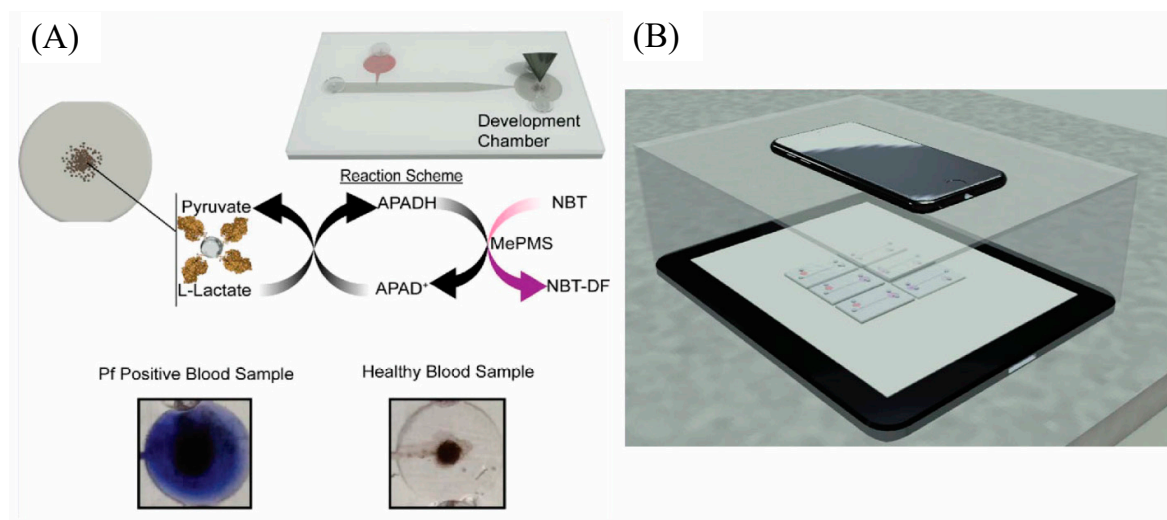 (A)
Development
Chamber
Reaction Scheme
Pyruvate
APADH
NBT
MePMS
L-Lactate
APAD⁺
NBT-DF
Pf Positive Blood Sample
Healthy Blood Sample
(B)